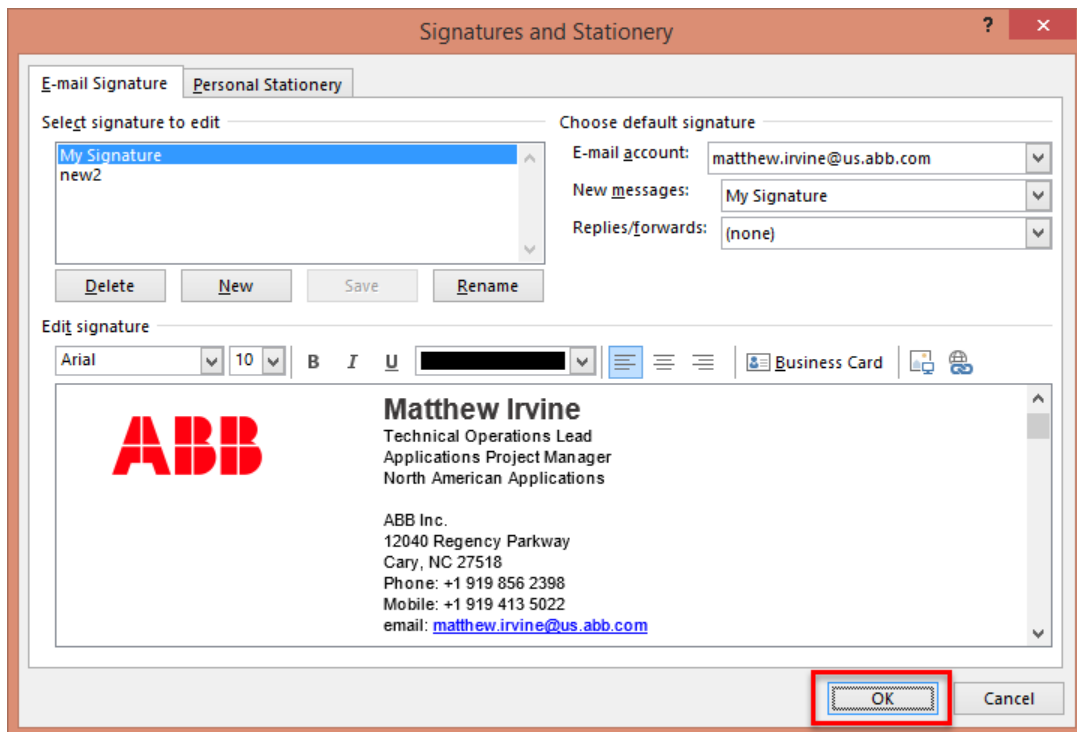 Signatures and Stationery
?
E-mail Signature
Personal Stationery
Select signature to edit
My Signature
new2
Delete
New
Save
Rename
Choose default signature
E-mail account: matthew.irvine@us.abb.com
New messages: My Signature
Replies/forwards: (none)
Edit signature
Arial 10 B I U Business Card
ABB
Matthew Irvine
Technical Operations Lead
Applications Project Manager
North American Applications
ABB Inc.
12040 Regency Parkway
Cary, NC 27518
Phone: +1 919 856 2398
Mobile: +1 919 413 5022
email: matthew.irvine@us.abb.com
OK
Cancel